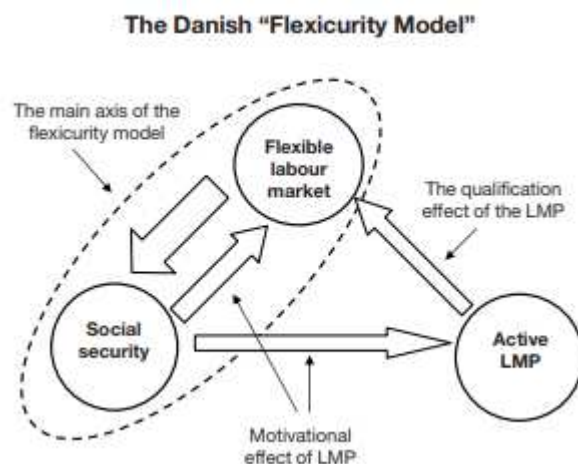 The Danish “Flexicurity Model”
The main axis of the
flexicurity model
Flexible
labour
market
The qualification
effect of the LMP
Social
security
Active
LMP
Motivational
effect of LMP